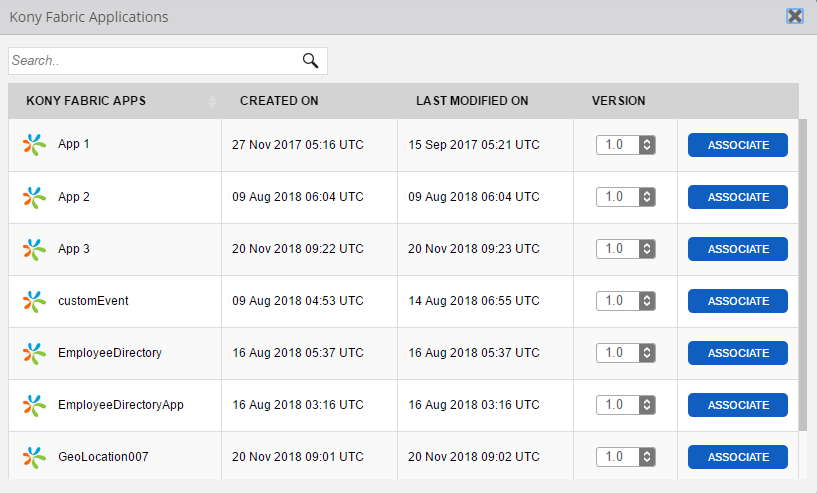 Kony Fabric Applications
Search..
KONY FABRIC APPS CREATED ON LAST MODIFIED ON VERSION
App 1 27 Nov 2017 05:16 UTC 15 Sep 2017 05:21 UTC 1.0 ASSOCIATE
App 2 09 Aug 2018 06:04 UTC 09 Aug 2018 06:04 UTC 1.0 ASSOCIATE
App 3 20 Nov 2018 09:22 UTC 20 Nov 2018 09:23 UTC 1.0 ASSOCIATE
customEvent 09 Aug 2018 04:53 UTC 14 Aug 2018 06:55 UTC 1.0 ASSOCIATE
EmployeeDirectory 16 Aug 2018 05:37 UTC 16 Aug 2018 05:37 UTC 1.0 ASSOCIATE
EmployeeDirectoryApp 16 Aug 2018 03:16 UTC 16 Aug 2018 03:16 UTC 1.0 ASSOCIATE
GeoLocation007 20 Nov 2018 09:01 UTC 20 Nov 2018 09:02 UTC 1.0 ASSOCIATE